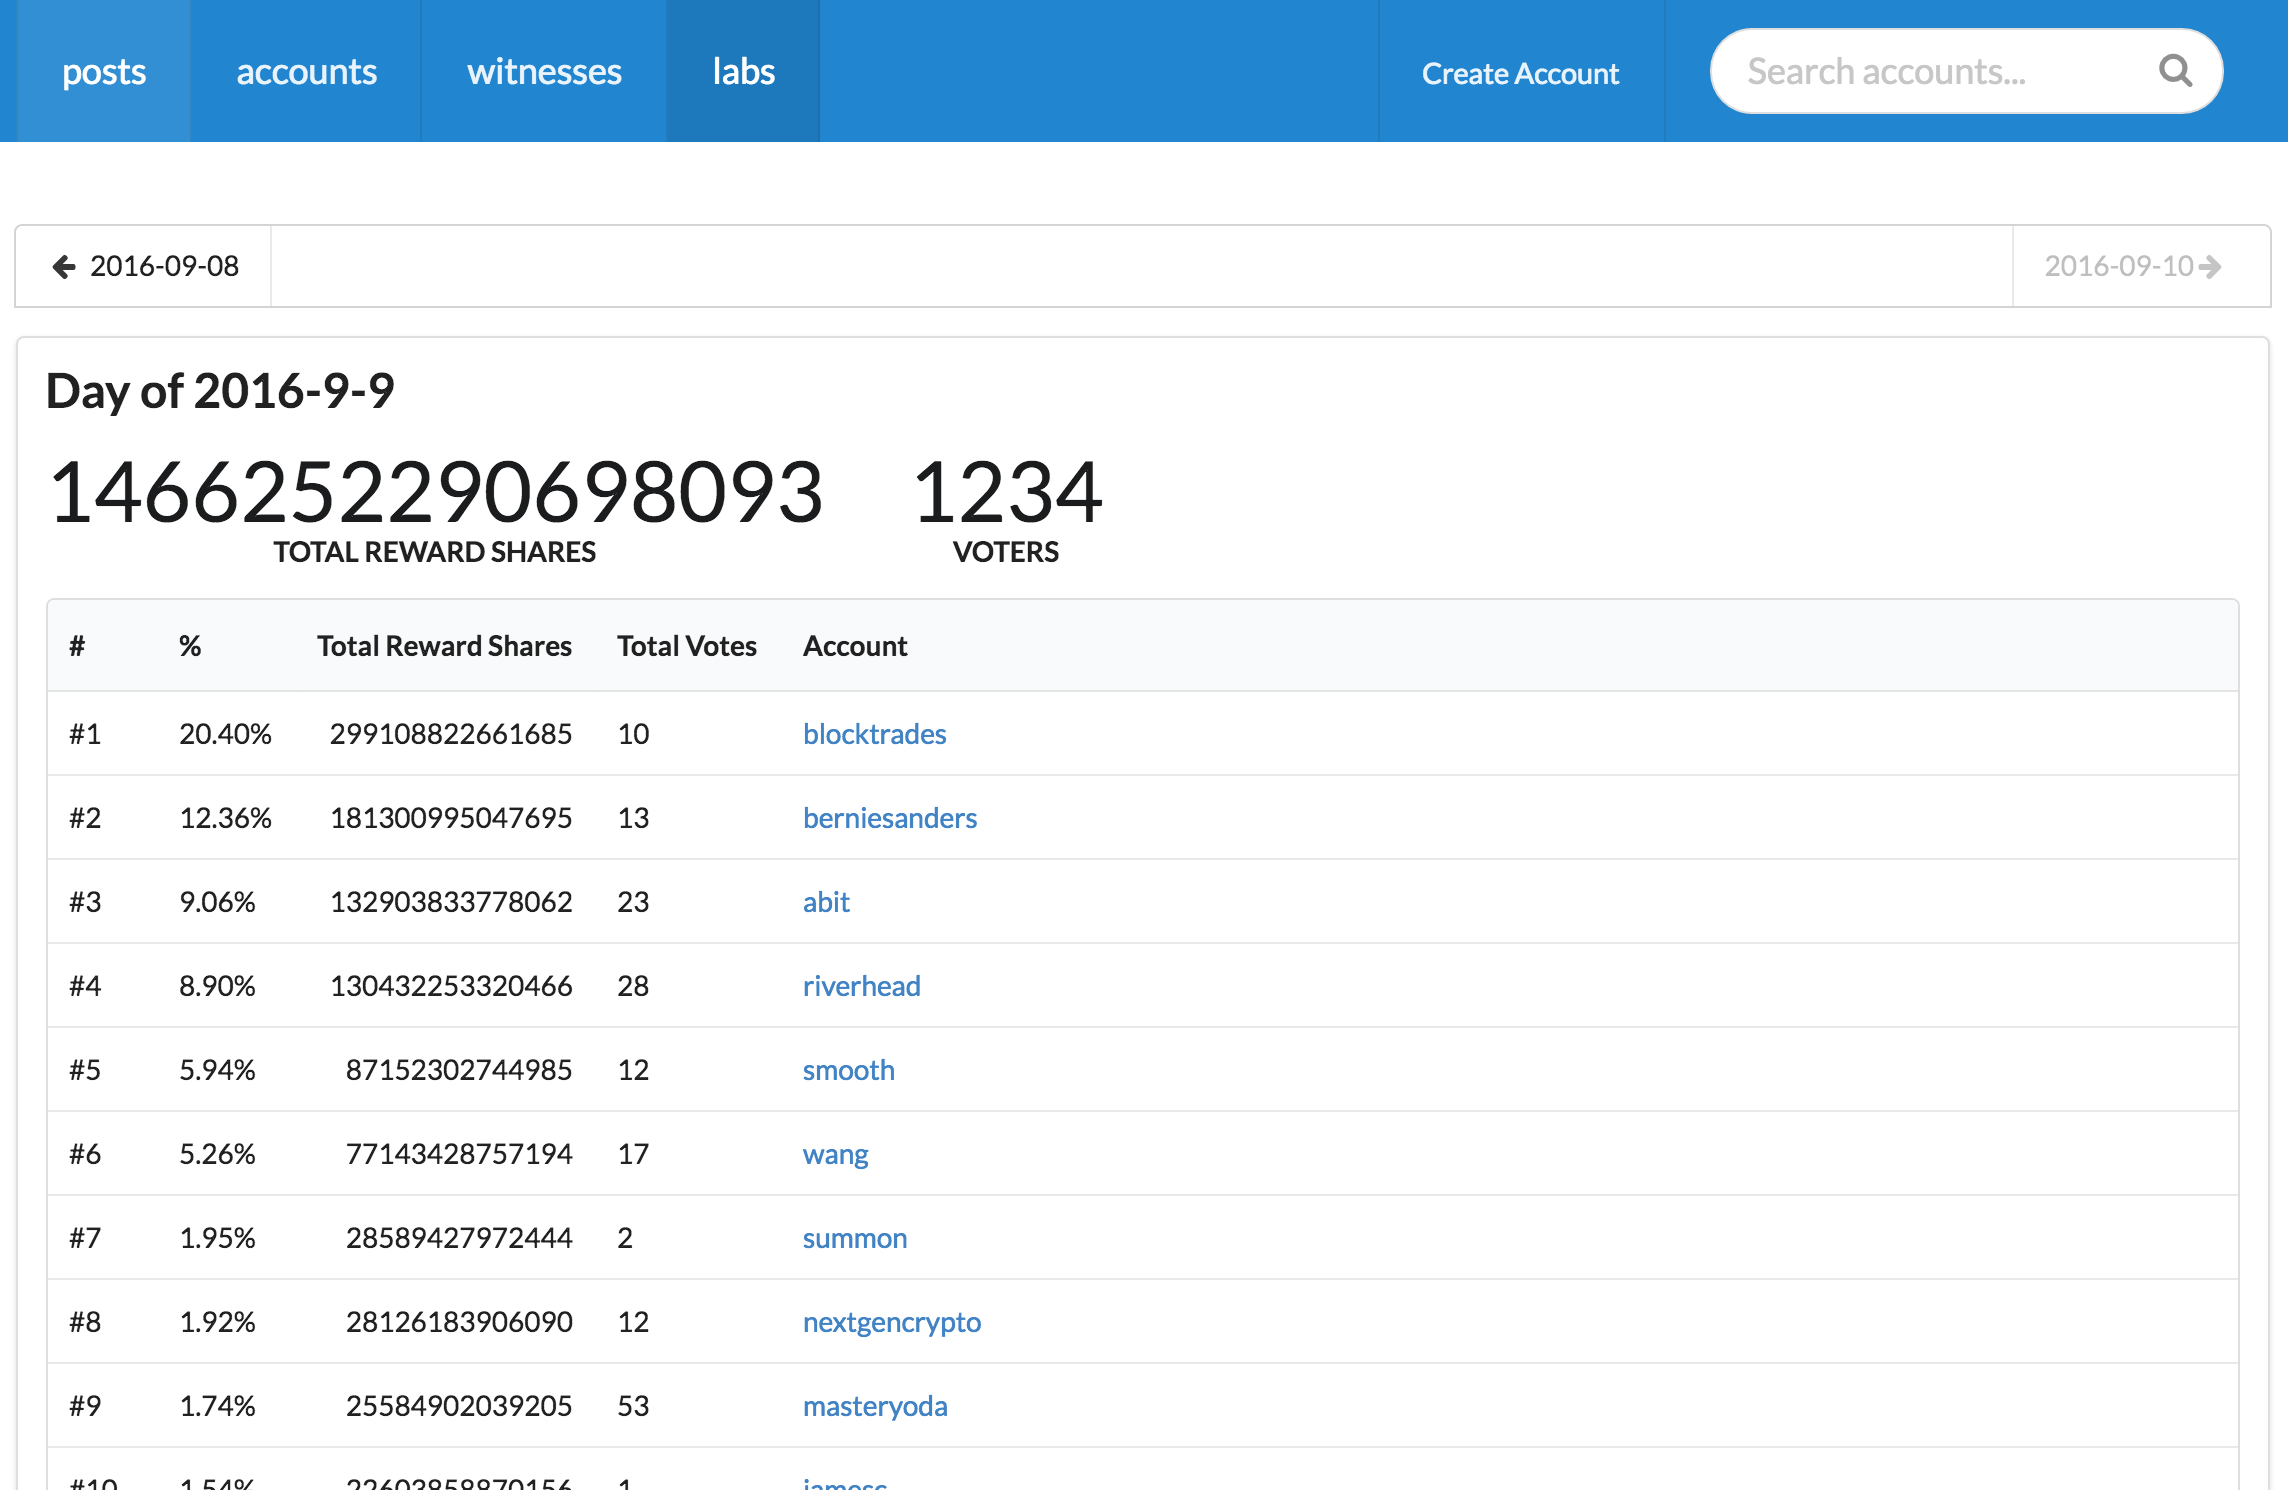 posts accounts witnesses labs Create Account Search accounts...
2016-09-08 2016-09-10
Day of 2016-9-9
1466252290698093 1234
TOTAL REWARD SHARES VOTERS
# % Total Reward Shares Total Votes Account
#1 20.40% 299108822661685 10 blocktrades
#2 12.36% 181300995047695 13 berniesanders
#3 9.06% 132903833778062 23 abit
#4 8.90% 130432253320466 28 riverhead
#5 5.94% 87152302744985 12 smooth
#6 5.26% 77143428757194 17 wang
#7 1.95% 28589427972444 2 summon
#8 1.92% 28126183906090 12 nextgencrypto
#9 1.74% 25584902039205 53 masteryoda
#10 1.54% 1 jamesc